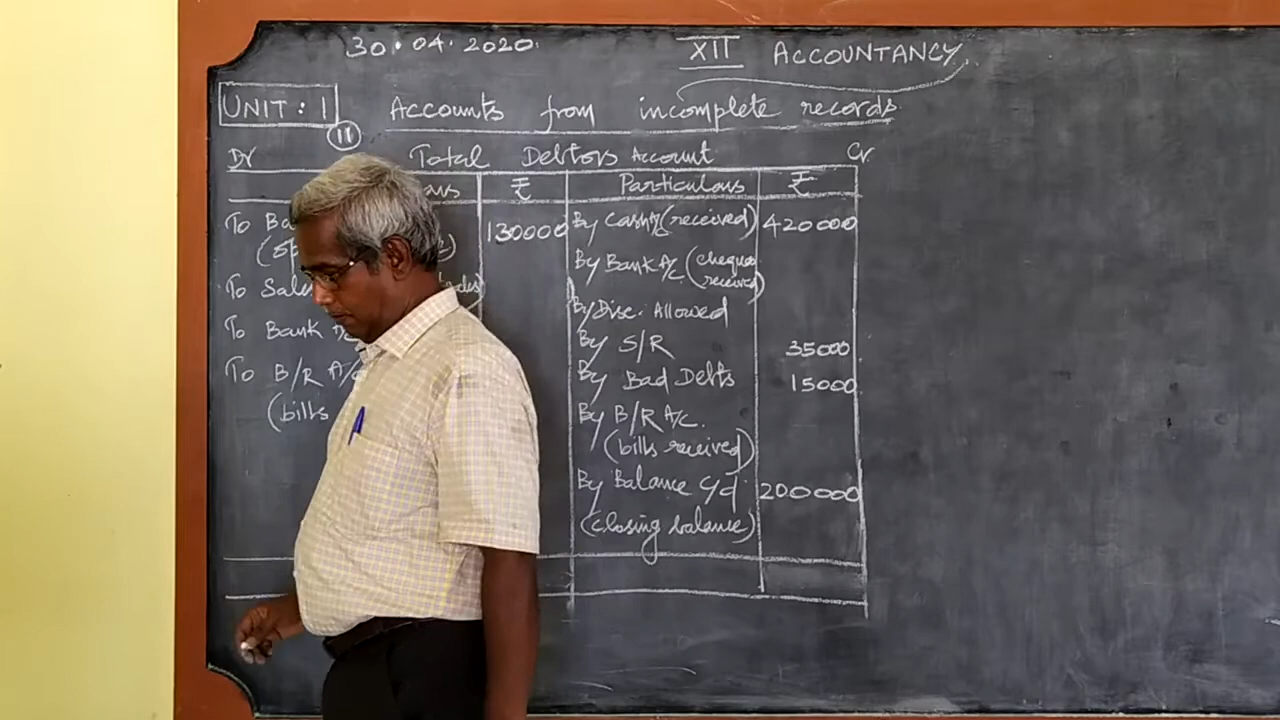 30.04.2020.
XII ACCOUNTANCY
UNIT: 1 Accounts from incomplete records
11
Dr Total Debtors Account Cr
₹ Particulars ₹
To 130000 By Cash A/c (received) 420000
By Bank A/c (cheques received)
To
By Disc. Allowed
To Bank A/c
By S/R 35000
To B/R A/c
By Bad Debts 15000
(bills
By B/R A/C.
(bills received)
By Balance c/d 200000
(closing balance)